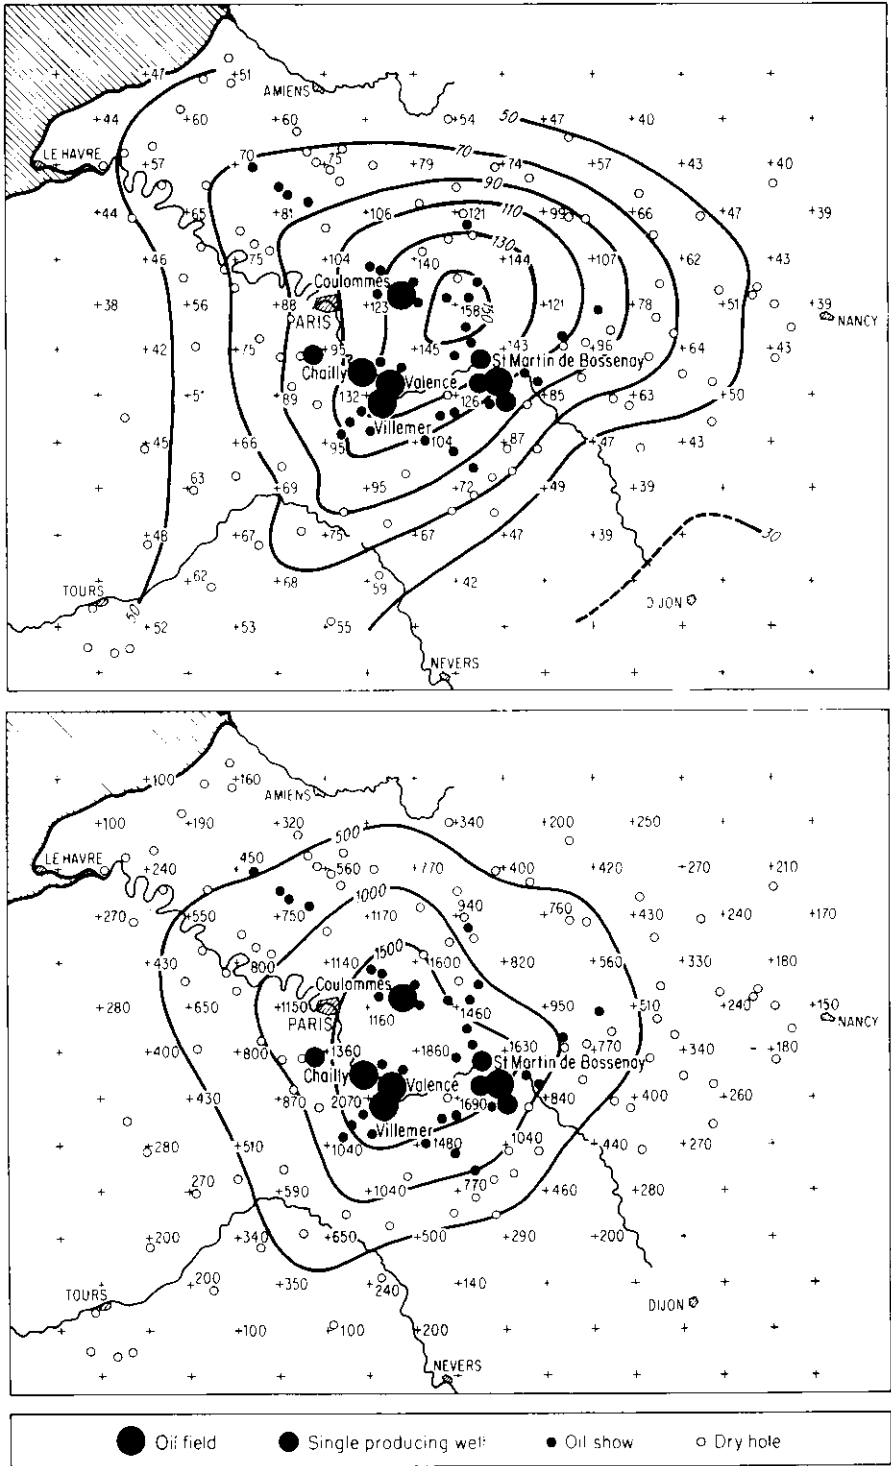 + +47 +51 + + + + + +
AMIENS
+44 +60 +60 +54 50 +47 +40 +
LE HAVRE + +57 +70 +75 +79 70 +74 +57 +43 +40
90
+44 +65 +81 +106 +121 +99 +66 +47 +39
110
+46 +75 +104 130 +140 +144 +107 +62 +43
Coulommes
+38 +56 +88 +123 +158 150 +121 +78 +51 +39
PARIS
NANCY
+42 +75 +95 +145 +143 +96 +64 +43
St Martin de Bossenay
Chailly
?
Valence
+ +89 132+ +126 +85 +63 +50 +
Villemer
+45 +66 +95 +104 +87 +47 +43 +
+ +63 +69 +95 +72 +49 +39 + +
+48 +67 +75 +67 +47 +39 + +
30
TOURS
+ +62 +68 +59 +42 + + + +
50
DIJON
+52 +53 +55 + + + + +
NEVERS
+ + + + + + + + +
+ +100 +160 + + + + + +
AMIENS
+100 +190 +320 +340 +200 +250 + +
500
LE HAVRE +240 450 +560 +770 +400 +420 +270 +210
1000
+270 +550 +750 +1170 940 760 +430 +240 +170
1500
+430 +800 +1140 +1600 +820 +560 +330 +180
Coulommes
+280 +650 +1150 1160 +1460 +950 +510 +240 +150
PARIS
NANCY
+400 +800 +1360 +1860 +1630 +770 +340 +180
St Martin de Bossenay
Chailly
Valence
+430 +870 2070 +1690 +840 +400 +260 +
Villemer
+280 +510 +1040 +1480 1040 +440 +270 +
+ +270 +590 +1040 +770 +460 +280 + +
+200 +340 +650 +500 +290 +200 + +
TOURS
+ +200 +350 +240 +140 + + + +
DIJON
+ +100 +100 +200 + + + +
NEVERS
+ + + + + + + + +
Oil field Single producing well Oil show Dry hole